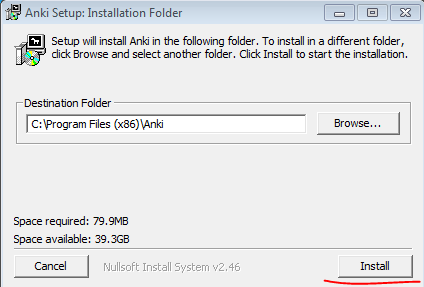 Anki Setup: Installation Folder
Setup will install Anki in the following folder. To install in a different folder,
click Browse and select another folder. Click Install to start the installation.
Destination Folder
C:\Program Files (x86)\Anki
Browse...
Space required: 79.9MB
Space available: 39.3GB
Cancel
Nullsoft Install System v2.46
Install